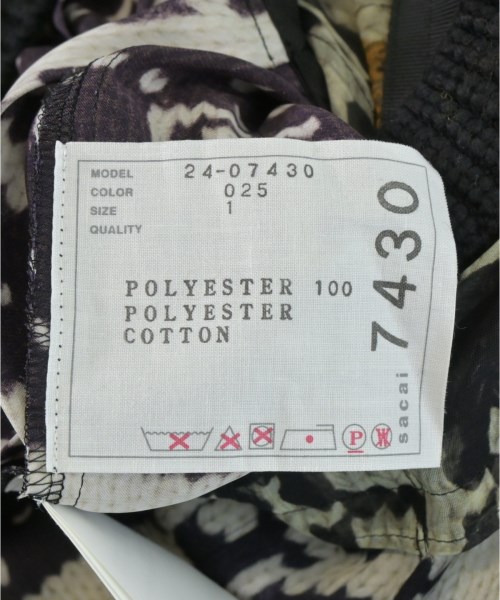 MODEL 24-07430
COLOR 025
SIZE 1
QUALITY
POLYESTER 100
POLYESTER
COTTON
P W
sacai 7430